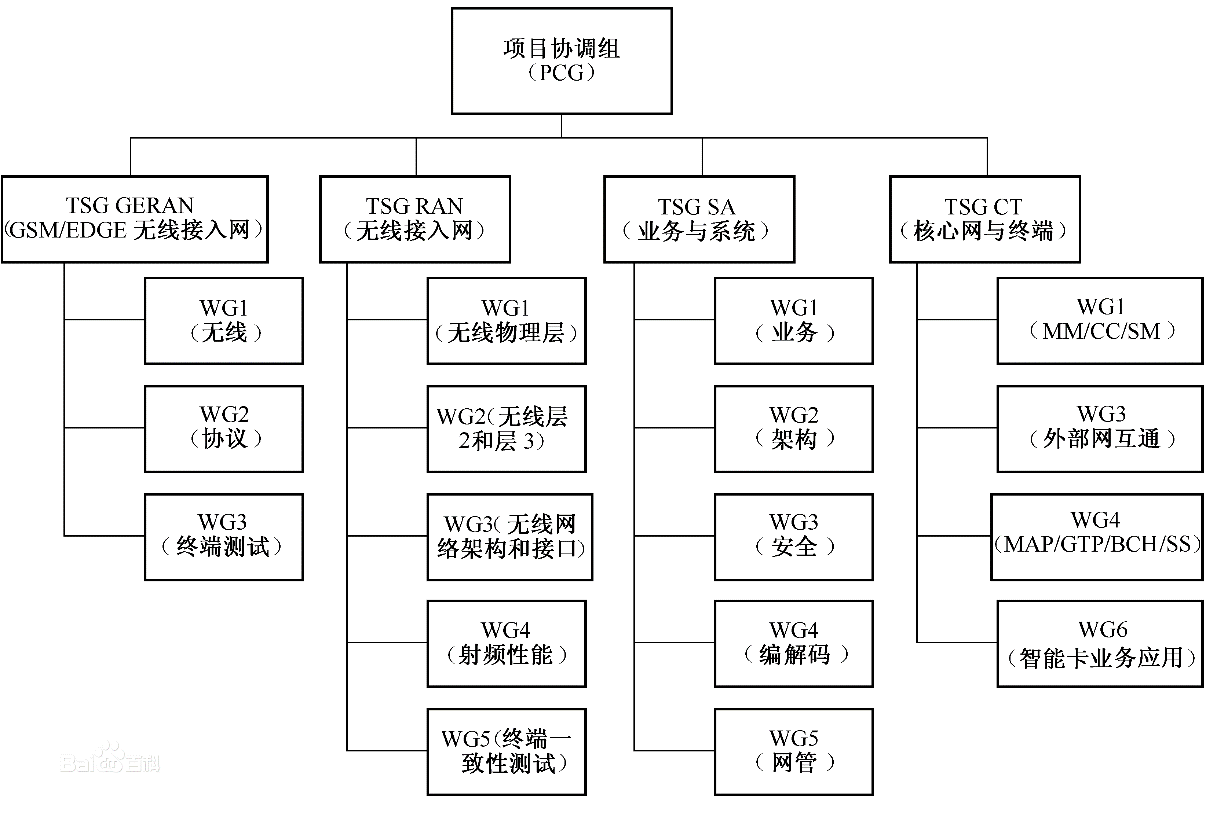 项目协调组
（PCG）
TSG GERAN
(GSM/EDGE 无线接入网)
TSG RAN
（无线接入网）
TSG SA
（业务与系统）
TSG CT
（核心网与终端）
WG1
（无线）
WG2
（协议）
WG3
（终端测试）
WG1
（无线物理层）
WG2（无线层
2和层 3）
WG3（无线网
络架构和接口）
WG4
（射频性能）
WG5（终端一
致性测试）
WG1
（业务）
WG2
（架构）
WG3
（安全）
WG4
（编解码）
WG5
（网管）
WG1
（MM/CC/SM）
WG3
（外部网互通）
WG4
(MAP/GTP/BCH/SS)
WG6
（智能卡业务应用）
Bai百科